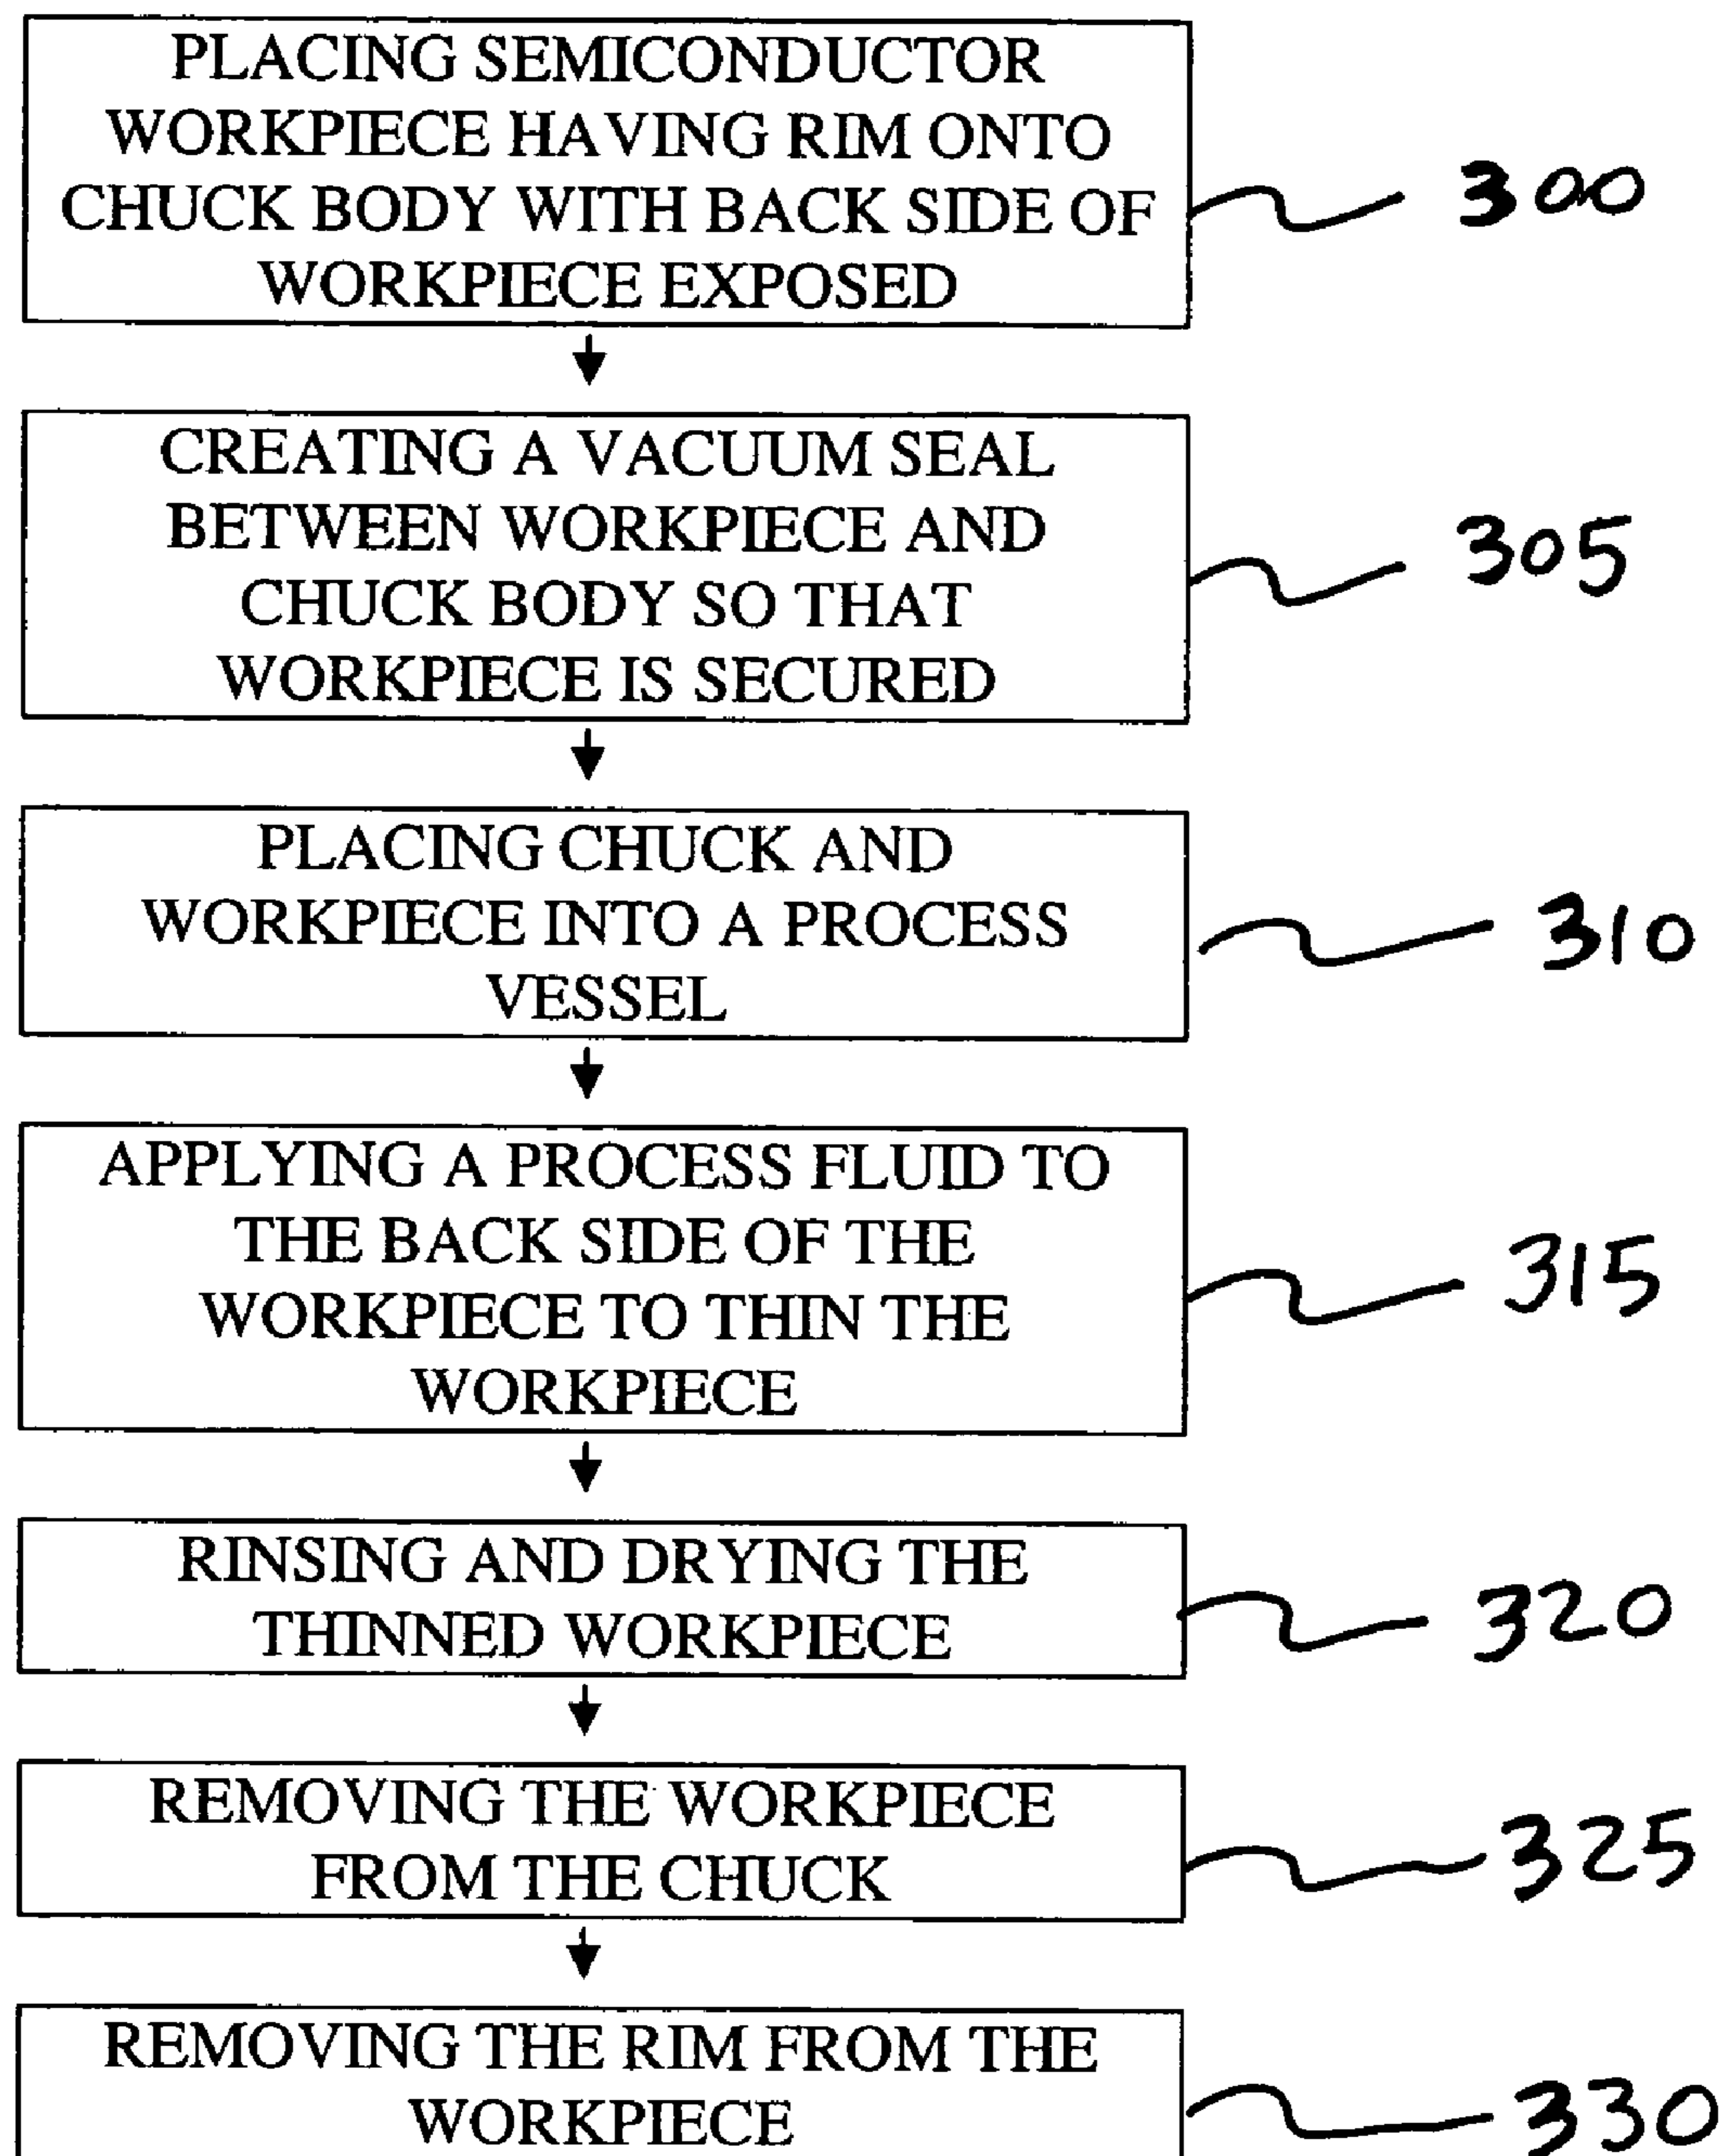 PLACING SEMICONDUCTOR
WORKPIECE HAVING RIM ONTO
CHUCK BODY WITH BACK SIDE OF
WORKPIECE EXPOSED
300
CREATING A VACUUM SEAL
BETWEEN WORKPIECE AND
CHUCK BODY SO THAT
WORKPIECE IS SECURED
305
PLACING CHUCK AND
WORKPIECE INTO A PROCESS
VESSEL
310
APPLYING A PROCESS FLUID TO
THE BACK SIDE OF THE
WORKPIECE TO THIN THE
WORKPIECE
315
RINSING AND DRYING THE
THINNED WORKPIECE
320
REMOVING THE WORKPIECE
FROM THE CHUCK
325
REMOVING THE RIM FROM THE
WORKPIECE
330